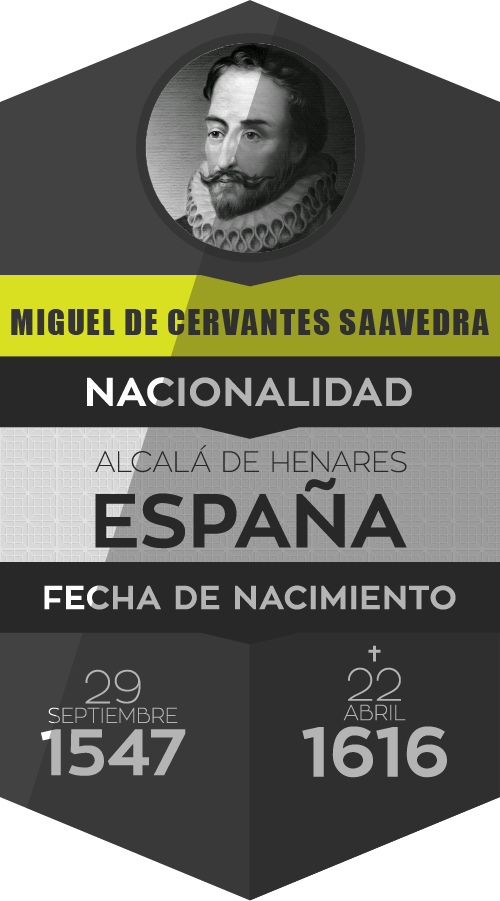 MIGUEL DE CERVANTES SAAVEDRA
NACIONALIDAD
ALCALÁ DE HENARES
ESPAÑA
FECHA DE NACIMIENTO
29
SEPTIEMBRE
1547
✝
22
ABRIL
1616